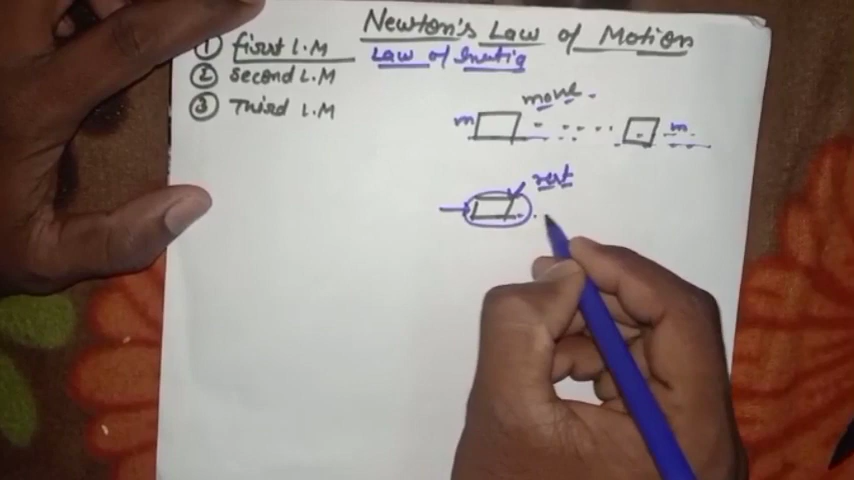 Newton's Law of Motion
① first L.M
Law of Inertia
② second L.M
③ Third L.M
move
m
m
rest